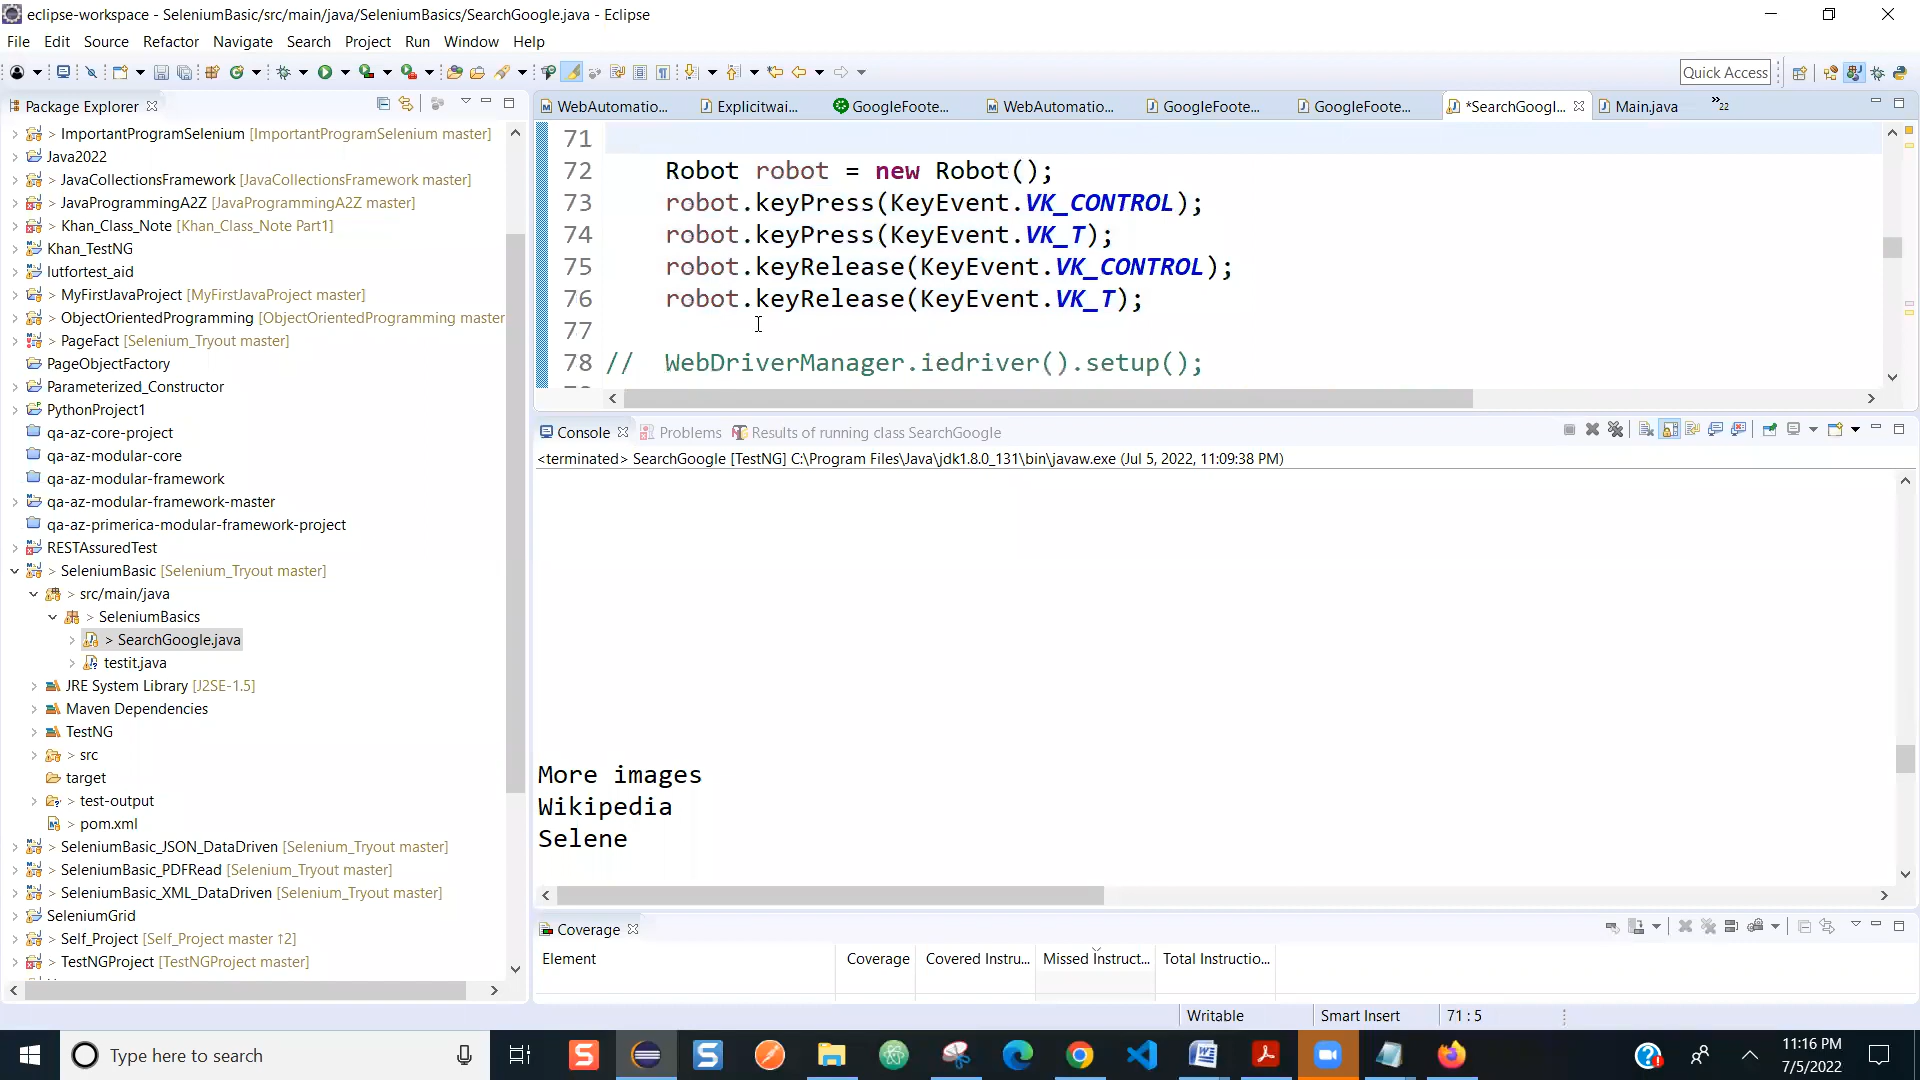 eclipse-workspace - SeleniumBasic/src/main/java/SeleniumBasics/SearchGoogle.java - Eclipse
File Edit Source Refactor Navigate Search Project Run Window Help
Quick Access
Package Explorer
WebAutomatio... Explicitwai... GoogleFoote... WebAutomatio... GoogleFoote... GoogleFoote... *SearchGoogl... Main.java »22
> ImportantProgramSelenium [ImportantProgramSelenium master]
Java2022
> JavaCollectionsFramework [JavaCollectionsFramework master]
> JavaProgrammingA2Z [JavaProgrammingA2Z master]
> Khan_Class_Note [Khan_Class_Note Part1]
Khan_TestNG
lutfortest_aid
> MyFirstJavaProject [MyFirstJavaProject master]
> ObjectOrientedProgramming [ObjectOrientedProgramming master
> PageFact [Selenium_Tryout master]
PageObjectFactory
Parameterized_Constructor
PythonProject1
qa-az-core-project
qa-az-modular-core
qa-az-modular-framework
qa-az-modular-framework-master
qa-az-primerica-modular-framework-project
RESTAssuredTest
> SeleniumBasic [Selenium_Tryout master]
> src/main/java
> SeleniumBasics
> SearchGoogle.java
testit.java
JRE System Library [J2SE-1.5]
Maven Dependencies
TestNG
> src
target
> test-output
> pom.xml
> SeleniumBasic_JSON_DataDriven [Selenium_Tryout master]
> SeleniumBasic_PDFRead [Selenium_Tryout master]
> SeleniumBasic_XML_DataDriven [Selenium_Tryout master]
SeleniumGrid
> Self_Project [Self_Project master ↑2]
> TestNGProject [TestNGProject master]
71
72 Robot robot = new Robot();
73 robot.keyPress(KeyEvent.VK_CONTROL);
74 robot.keyPress(KeyEvent.VK_T);
75 robot.keyRelease(KeyEvent.VK_CONTROL);
76 robot.keyRelease(KeyEvent.VK_T);
77
78 // WebDriverManager.iedriver().setup();
Console Problems Results of running class SearchGoogle
<terminated> SearchGoogle [TestNG] C:\Program Files\Java\jdk1.8.0_131\bin\javaw.exe (Jul 5, 2022, 11:09:38 PM)
More images
Wikipedia
Selene
Coverage
Element Coverage Covered Instru... Missed Instruct... Total Instructio...
Writable Smart Insert 71 : 5
Type here to search
11:16 PM
7/5/2022